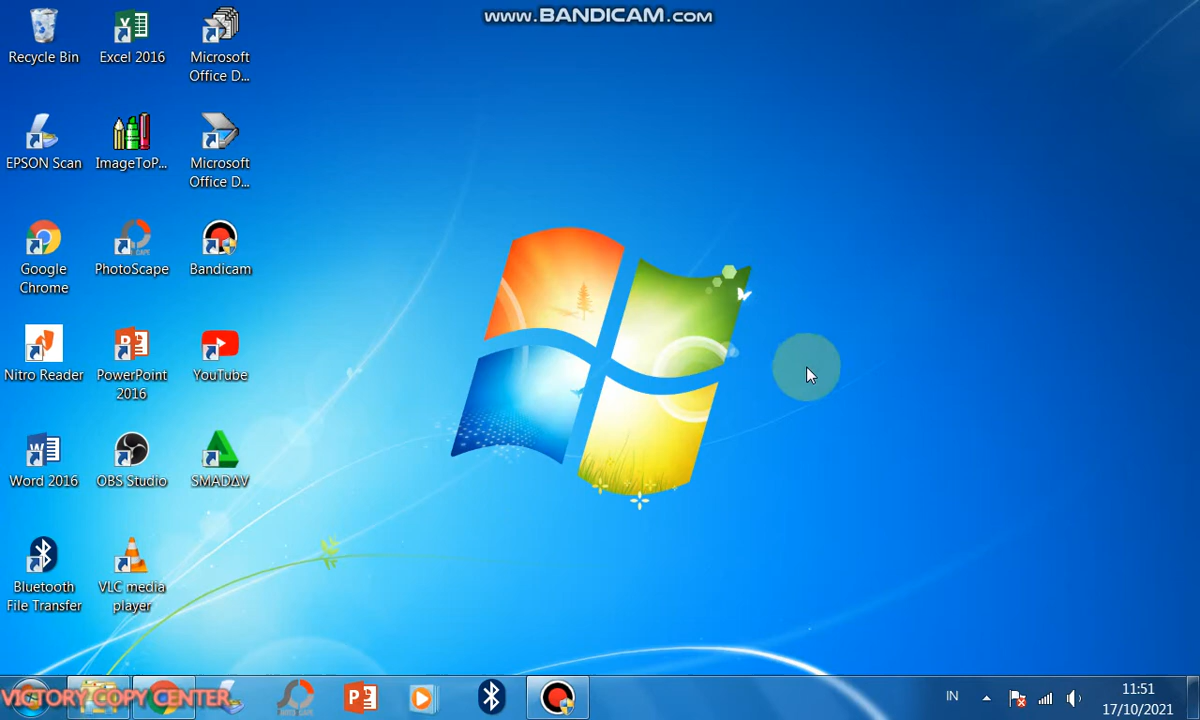 www.BANDICAM.com
Recycle Bin
Excel 2016
Microsoft
Office D...
EPSON Scan
ImageToP...
Microsoft
Office D...
Google
Chrome
PhotoScape
Bandicam
Nitro Reader
PowerPoint
2016
YouTube
Word 2016
OBS Studio
SMADΔV
Bluetooth
File Transfer
VLC media
player
VICTORY COPY CENTER
IN
11:51
17/10/2021